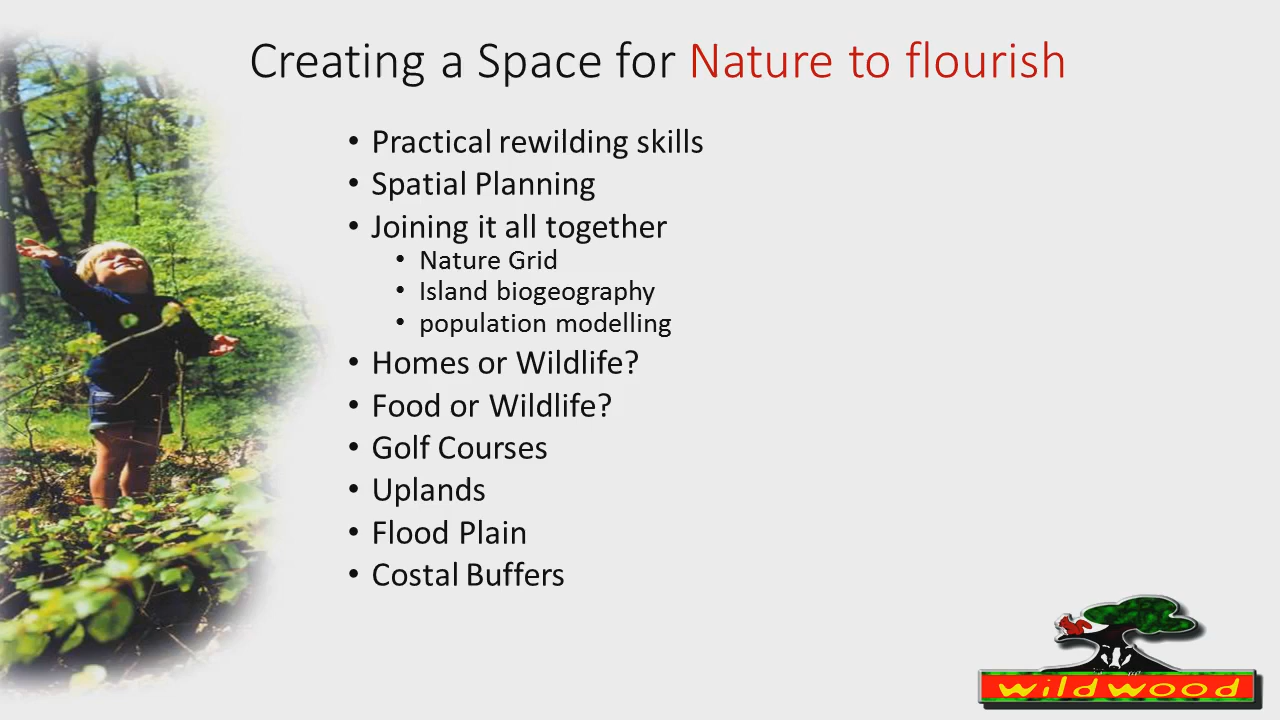 Creating a Space for Nature to flourish
• Practical rewilding skills
• Spatial Planning
• Joining it all together
• Nature Grid
• Island biogeography
• population modelling
• Homes or Wildlife?
• Food or Wildlife?
• Golf Courses
• Uplands
• Flood Plain
• Costal Buffers
wildwood